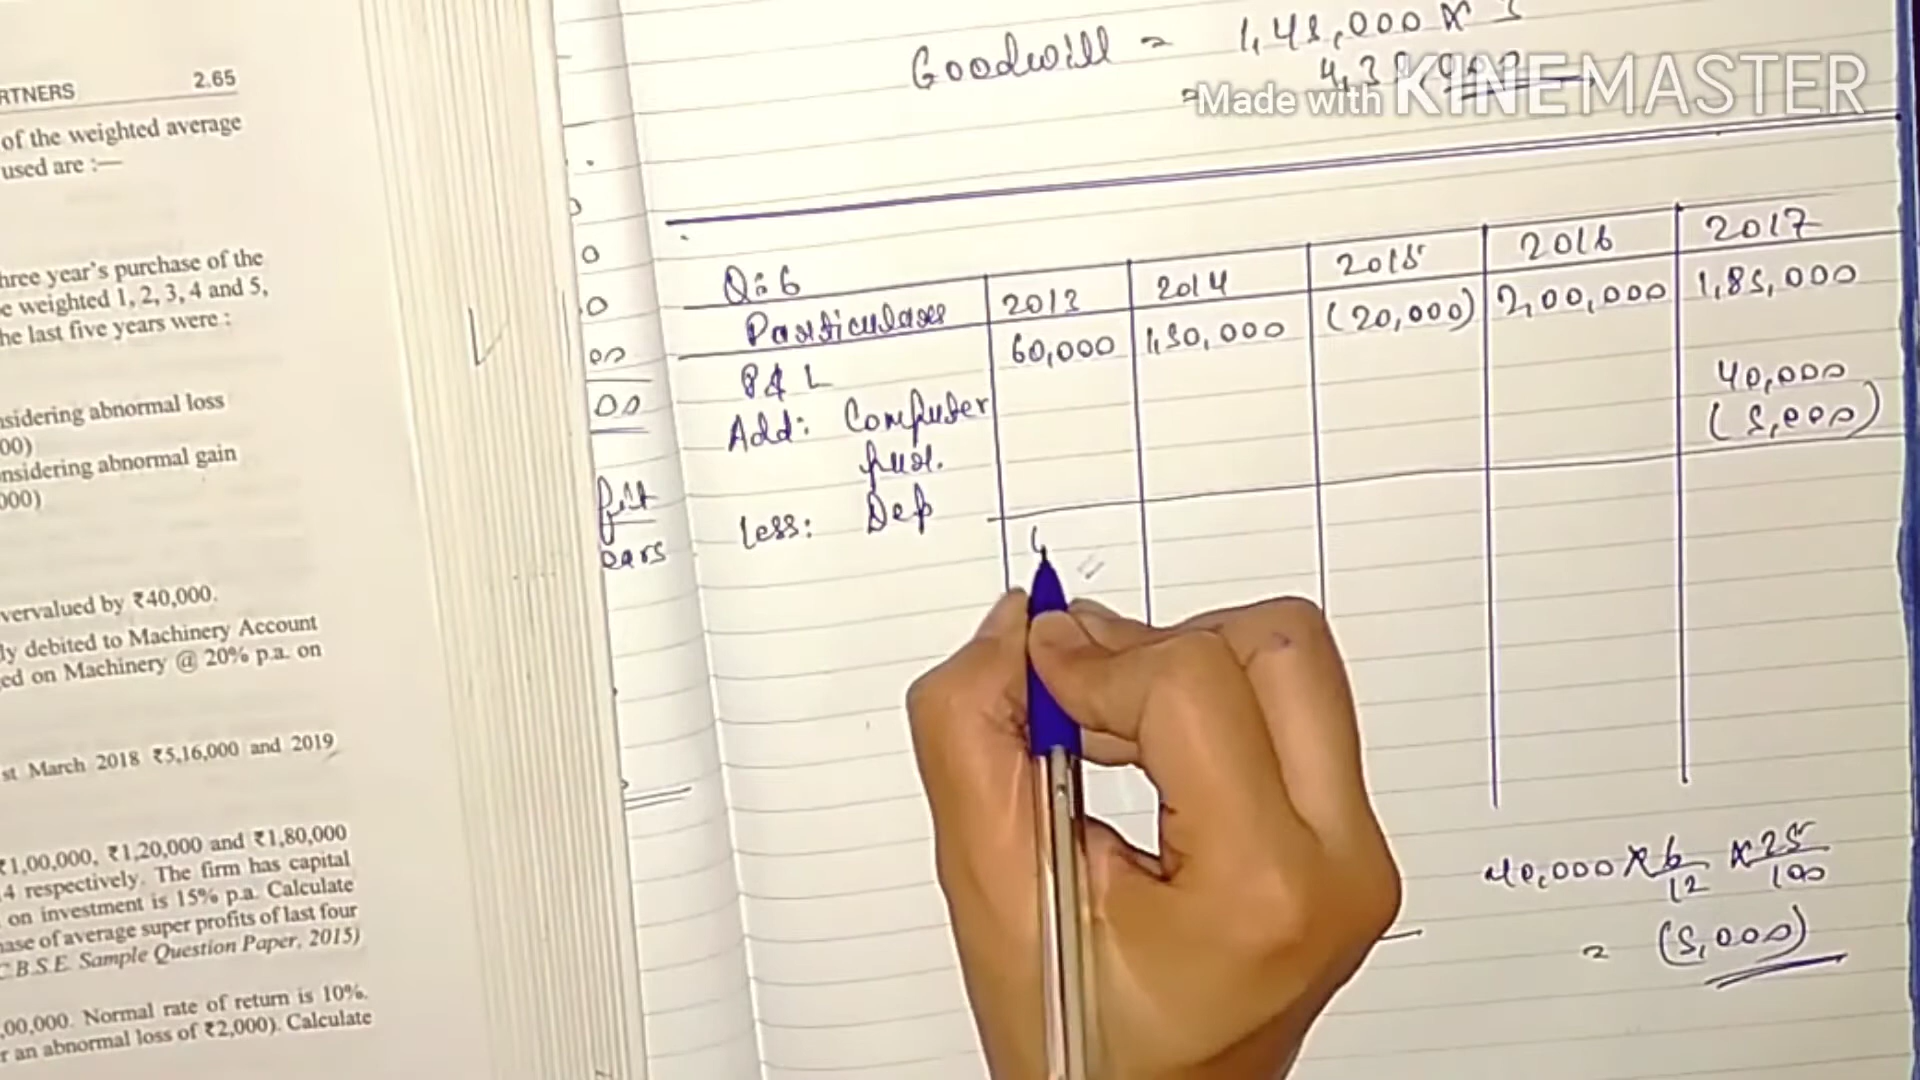 RTNERS 2.65
of the weighted average
used are :—
hree year's purchase of the
e weighted 1, 2, 3, 4 and 5,
he last five years were :
nsidering abnormal loss
00)
nsidering abnormal gain
000)
vervalued by ₹40,000.
ly debited to Machinery Account
ed on Machinery @ 20% p.a. on
st March 2018 ₹5,16,000 and 2019
₹1,00,000, ₹1,20,000 and ₹1,80,000
4 respectively. The firm has capital
on investment is 15% p.a. Calculate
hase of average super profits of last four
C.B.S.E. Sample Question Paper, 2015)
,00,000. Normal rate of return is 10%.
r an abnormal loss of ₹2,000). Calculate
Goodwill = 1,45,000 x 3
=
Made with KINEMASTER
Q:6
Particulares 2013 2014 2015 2016 2017
P & L 60,000 1,50,000 (20,000) 2,00,000 1,85,000
Add: Computer 40,000
pur.
Less: Dep (5,000)
40,000 x 6/12 x 25/100
= (5,000)